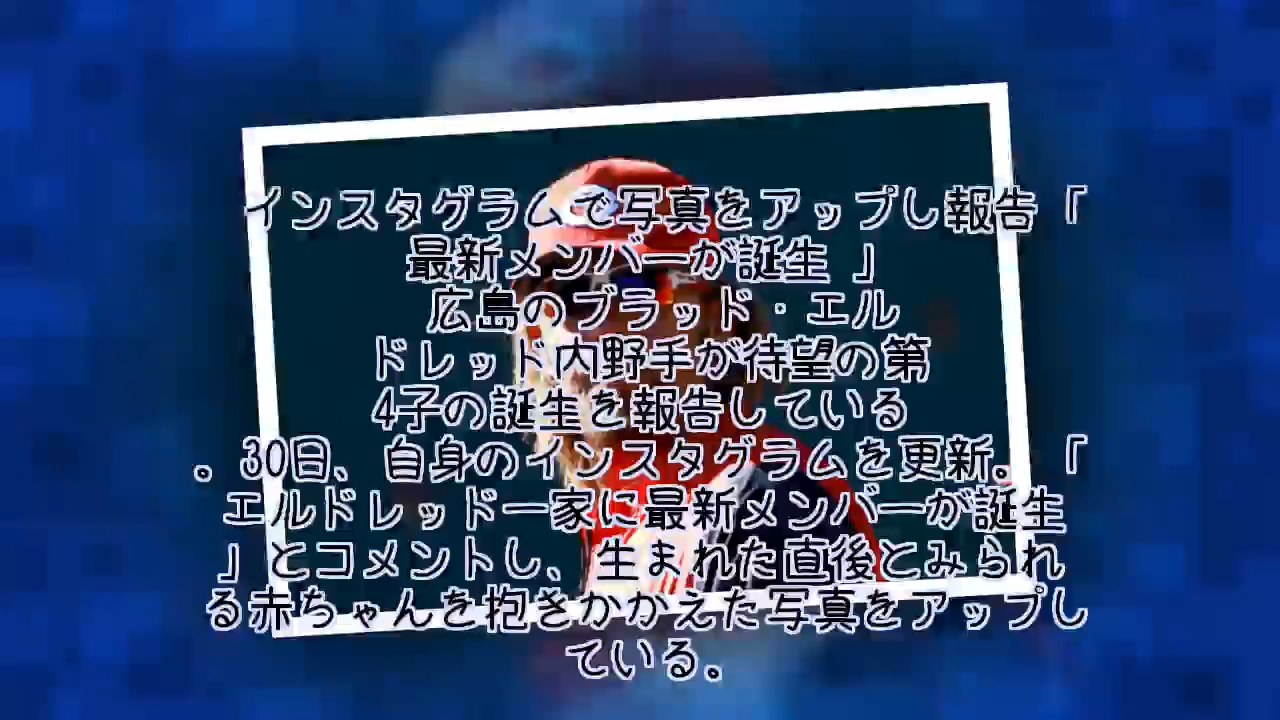 インスタグラムで写真をアップし報告「
最新メンバーが誕生 」
広島のブラッド・エル
ドレッド内野手が待望の第
4子の誕生を報告している
。30日、自身のインスタグラムを更新。「
エルドレッド一家に最新メンバーが誕生
」とコメントし、生まれた直後とみられ
る赤ちゃんを抱きかかえた写真をアップし
ている。